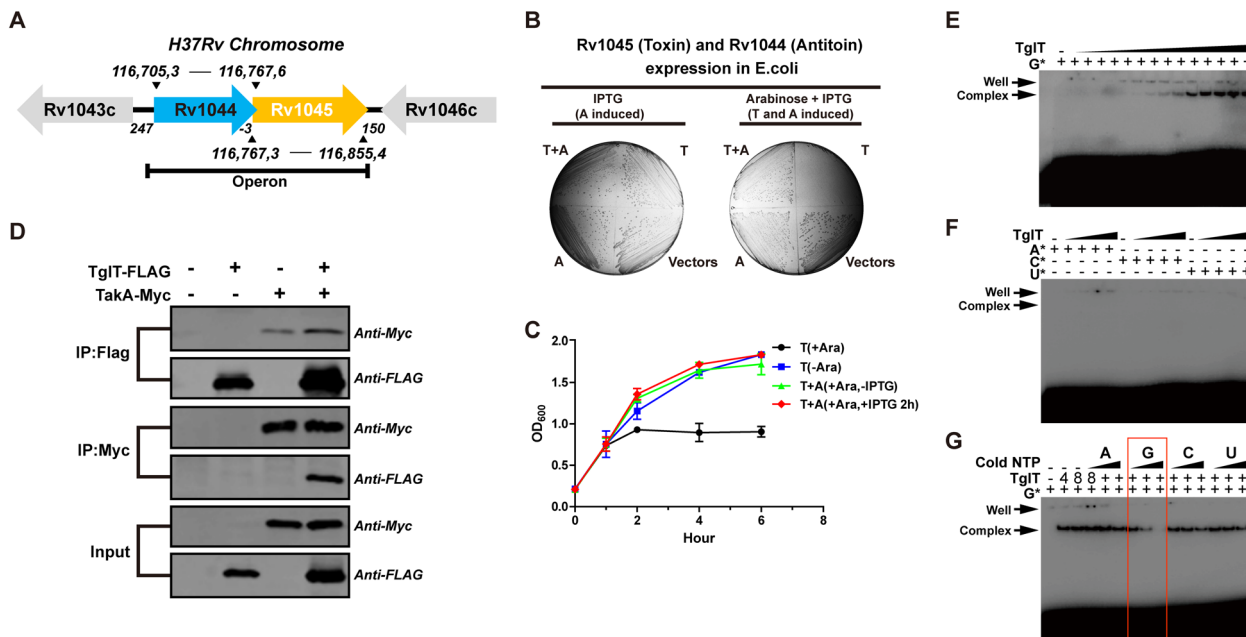 A
H37Rv Chromosome
116,705,3 — 116,767,6
Rv1043c Rv1044 Rv1045 Rv1046c
247 -3 150
116,767,3 — 116,855,4
Operon
B
Rv1045 (Toxin) and Rv1044 (Antitoin)
expression in E.coli
IPTG
(A induced)
Arabinose + IPTG
(T and A induced)
T+A T
A Vectors
T+A T
A Vectors
C
OD600
2.0
1.5
1.0
0.5
0.0
0 2 4 6 8
Hour
T(+Ara)
T(-Ara)
T+A(+Ara,-IPTG)
T+A(+Ara,+IPTG 2h)
D
TglT-FLAG - + - +
TakA-Myc - - + +
IP:Flag
Anti-Myc
Anti-FLAG
IP:Myc
Anti-Myc
Anti-FLAG
Input
Anti-Myc
Anti-FLAG
E
TglT -
G* + + + + + + + + + + + + + + -
Well
Complex
F
TglT - - -
A* + + + + + - - - - - - - - - -
C* - - - - - + + + + + - - - - -
U* - - - - - - - - - - + + + + +
Well
Complex
G
A G C U
Cold NTP - - - -
TglT - 4 8 8 + + + + + + + + + + +
G* + + + + + + + + + + + + + + +
Well
Complex